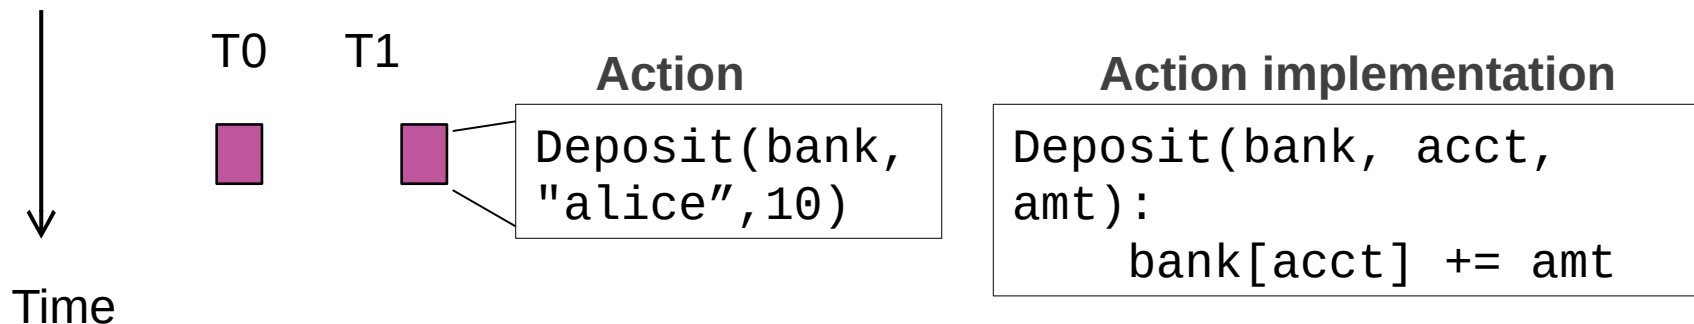 T0 T1
Action
Action implementation
Deposit(bank,
"alice”,10)
Deposit(bank, acct,
amt):
    bank[acct] += amt
Time